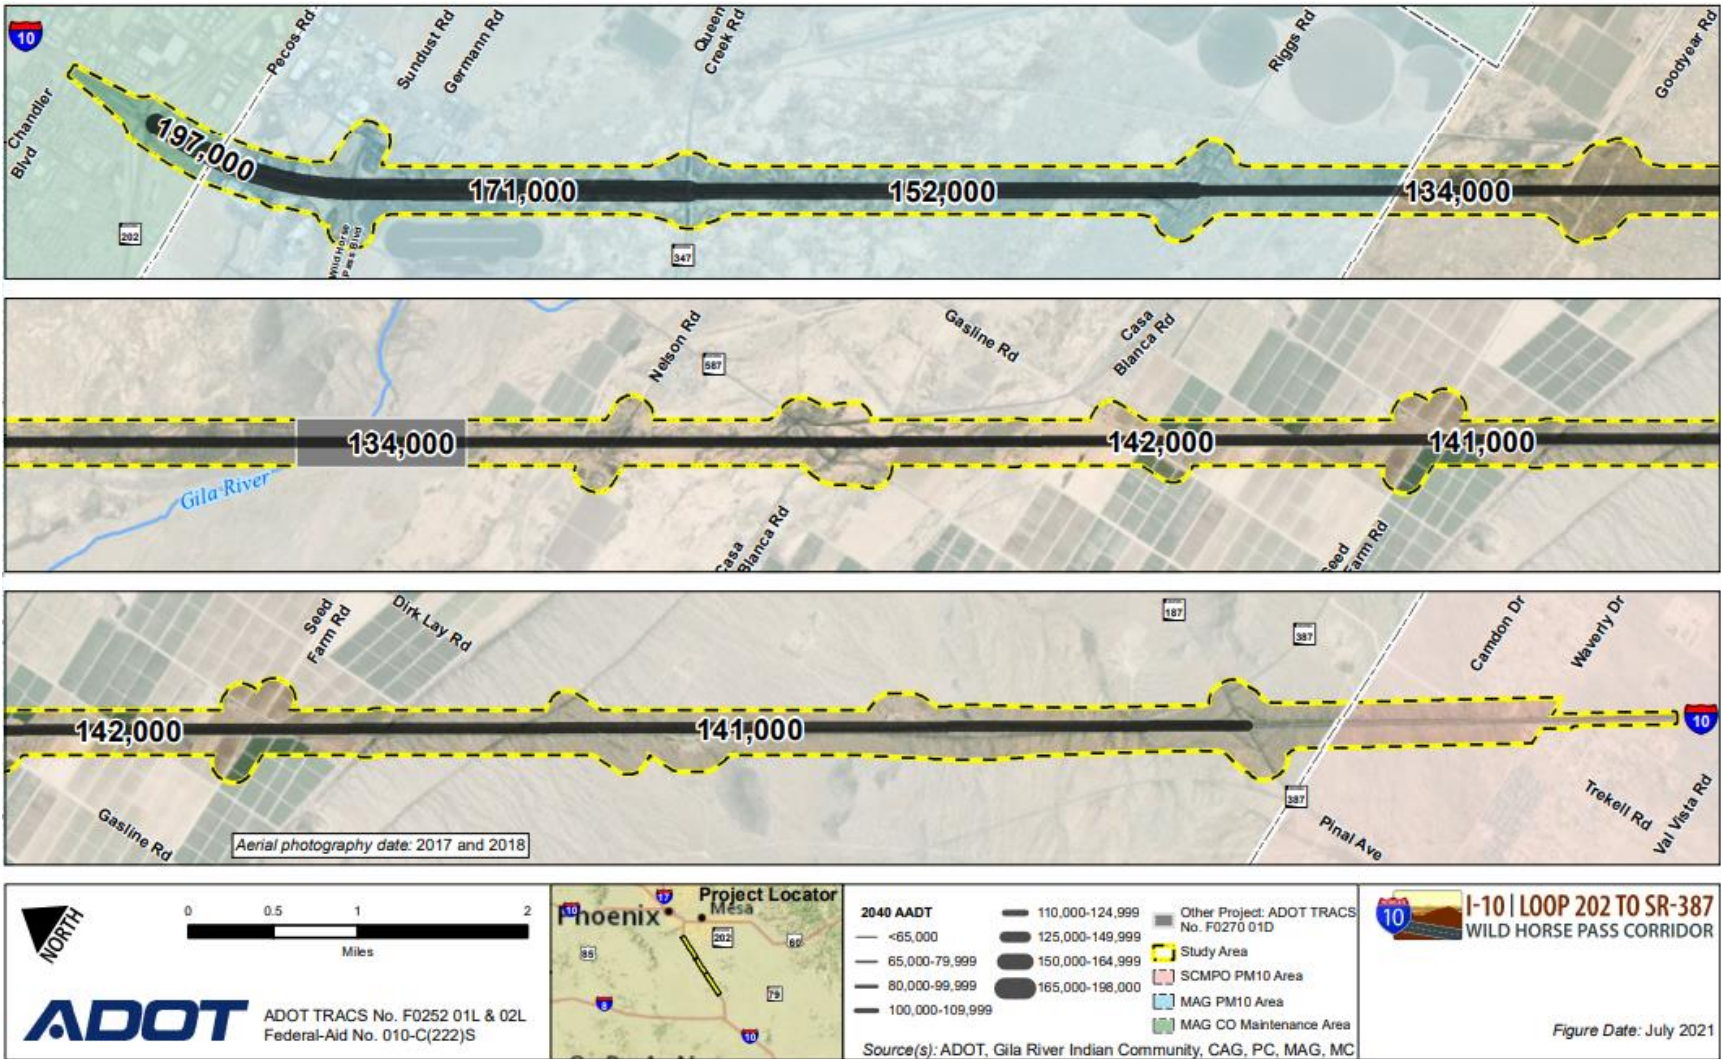 10
Chandler
Blvd
Pecos Rd
Sundust Rd
Germann Rd
Queen
Creek Rd
Riggs Rd
Goodyear Rd
197,000
171,000
152,000
134,000
202
Wild Horse
Pass Blvd
347
Nelson Rd
587
Gasline Rd
Casa
Blanca Rd
134,000
142,000
141,000
Gila River
Casa
Blanca Rd
Seed
Farm Rd
Seed
Farm Rd
Dirk Lay Rd
187
387
Camdon Dr
Waverly Dr
142,000
141,000
10
Gasline Rd
387
Pinal Ave
Trekell Rd
Val Vista Rd
Aerial photography date: 2017 and 2018
NORTH
0 0.5 1 2
Miles
ADOT
ADOT TRACS No. F0252 01L & 02L
Federal-Aid No. 010-C(222)S
Project Locator
17
10
Phoenix
Mesa
202
60
85
79
8
10
2040 AADT
<65,000
65,000-79,999
80,000-99,999
100,000-109,999
110,000-124,999
125,000-149,999
150,000-164,999
165,000-198,000
Other Project: ADOT TRACS
No. F0270 01D
Study Area
SCMPO PM10 Area
MAG PM10 Area
MAG CO Maintenance Area
Source(s): ADOT, Gila River Indian Community, CAG, PC, MAG, MC
10
I-10 | LOOP 202 TO SR-387
WILD HORSE PASS CORRIDOR
Figure Date: July 2021